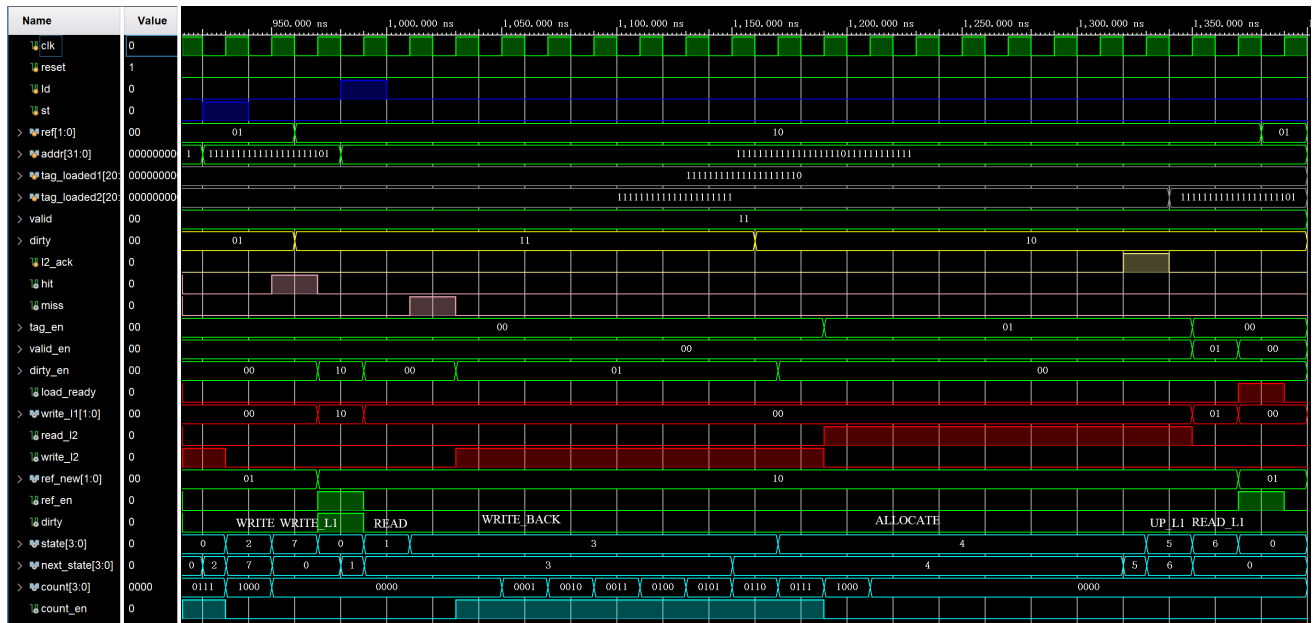 Name Value
950.000 ns 1,000.000 ns 1,050.000 ns 1,100.000 ns 1,150.000 ns 1,200.000 ns 1,250.000 ns 1,300.000 ns 1,350.000 ns
clk 0
reset 1
ld 0
st 0
ref[1:0] 00 01 10 01
addr[31:0] 00000000 1 1111111111111111111101 11111111111111111110111111111111
tag_loaded1[20: 00000000 111111111111111111110
tag_loaded2[20: 00000000 111111111111111111111 111111111111111111101
valid 00 11
dirty 00 01 11 10
l2_ack 0
hit 0
miss 0
tag_en 00 00 01 00
valid_en 00 00 01 00
dirty_en 00 00 10 00 01 00
load_ready 0
write_l1[1:0] 00 00 10 00 01 00
read_l2 0
write_l2 0
ref_new[1:0] 00 01 10 01
ref_en 0
dirty 0 WRITE WRITE_L1 READ WRITE_BACK ALLOCATE UP_L1 READ_L1
state[3:0] 0 0 2 7 0 1 3 4 5 6 0
next_state[3:0] 0 0 2 7 0 1 3 4 5 6 0
count[3:0] 0000 0111 1000 0000 0001 0010 0011 0100 0101 0110 0111 1000 0000
count_en 0